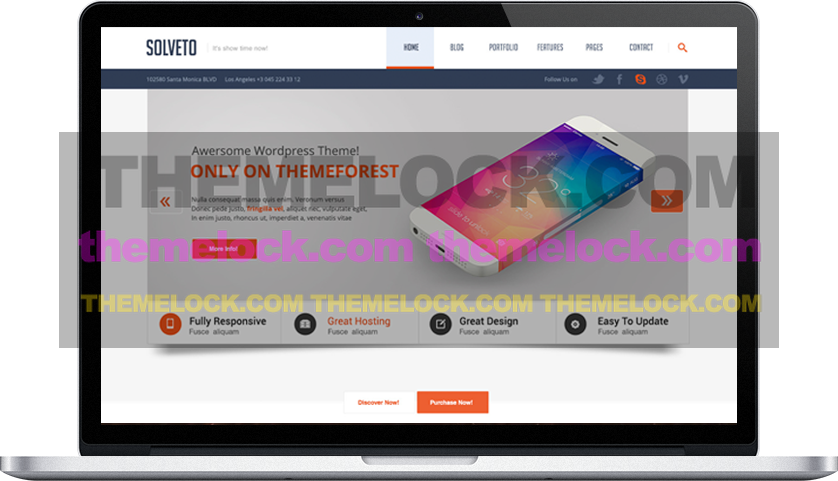 SOLVETO It's show time now! HOME BLOG PORTFOLIO FEATURES PAGES CONTACT
102580 Santa Monica BLVD Los Angeles +3 045 224 33 12 Follow Us on
Awersome Wordpress Theme!
THEMELOCK.COM
ONLY ON THEMEFOREST
Nulla consequat massa quis enim. Veronum versus
Donec pede justo, fringilla vel, aliquet nec, vulputate eget,
In enim justo, rhoncus ut, imperdiet a, venenatis vitae
themelock.com themelock.com
More Info!
THEMELOCK.COM THEMELOCK.COM THEMELOCK.COM
Fully Responsive Great Hosting Great Design Easy To Update
Fusce aliquam Fusce aliquam Fusce aliquam Fusce aliquam
Discover Now! Purchase Now!